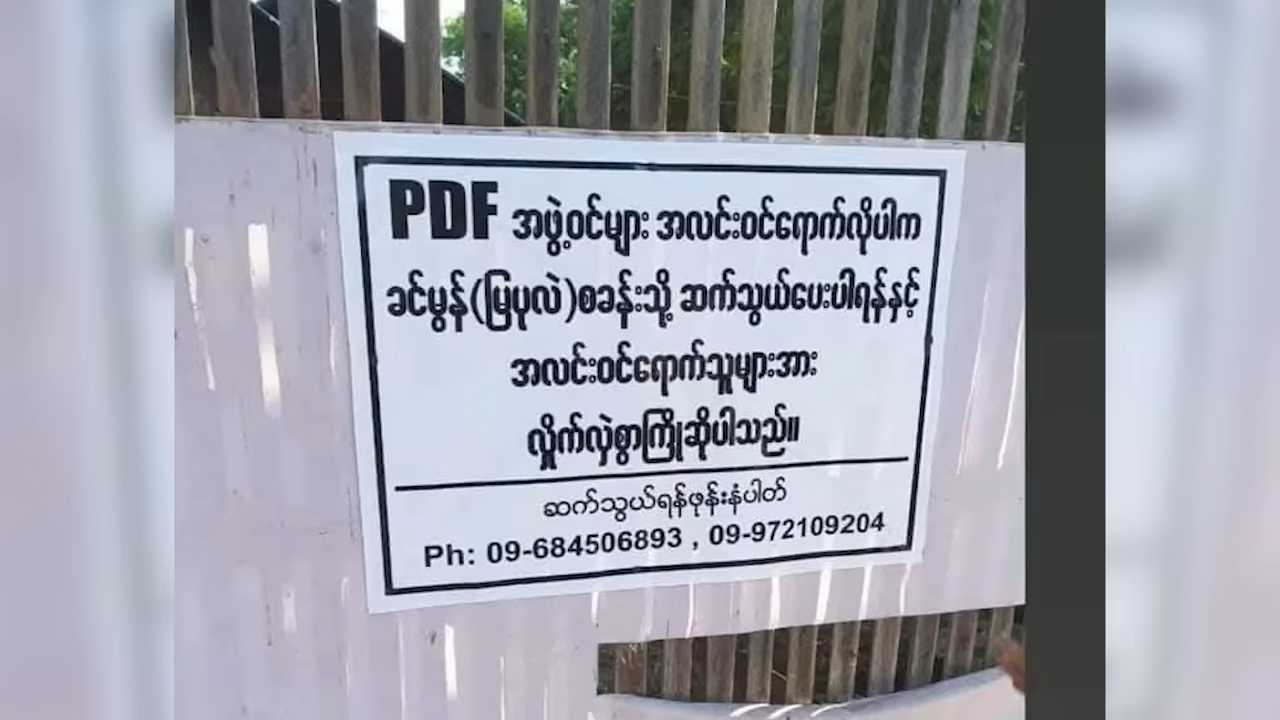 PDF အဖွဲ့ဝင်များ အလင်းဝင်ရောက်လိုပါက
ခင်မွန်(မြပုလဲ)စခန်းသို့ ဆက်သွယ်ပေးပါရန်နှင့်
အလင်းဝင်ရောက်သူများအား
လှိုက်လှဲစွာကြိုဆိုပါသည်။
ဆက်သွယ်ရန်ဖုန်းနံပါတ်
Ph: 09-684506893 , 09-972109204